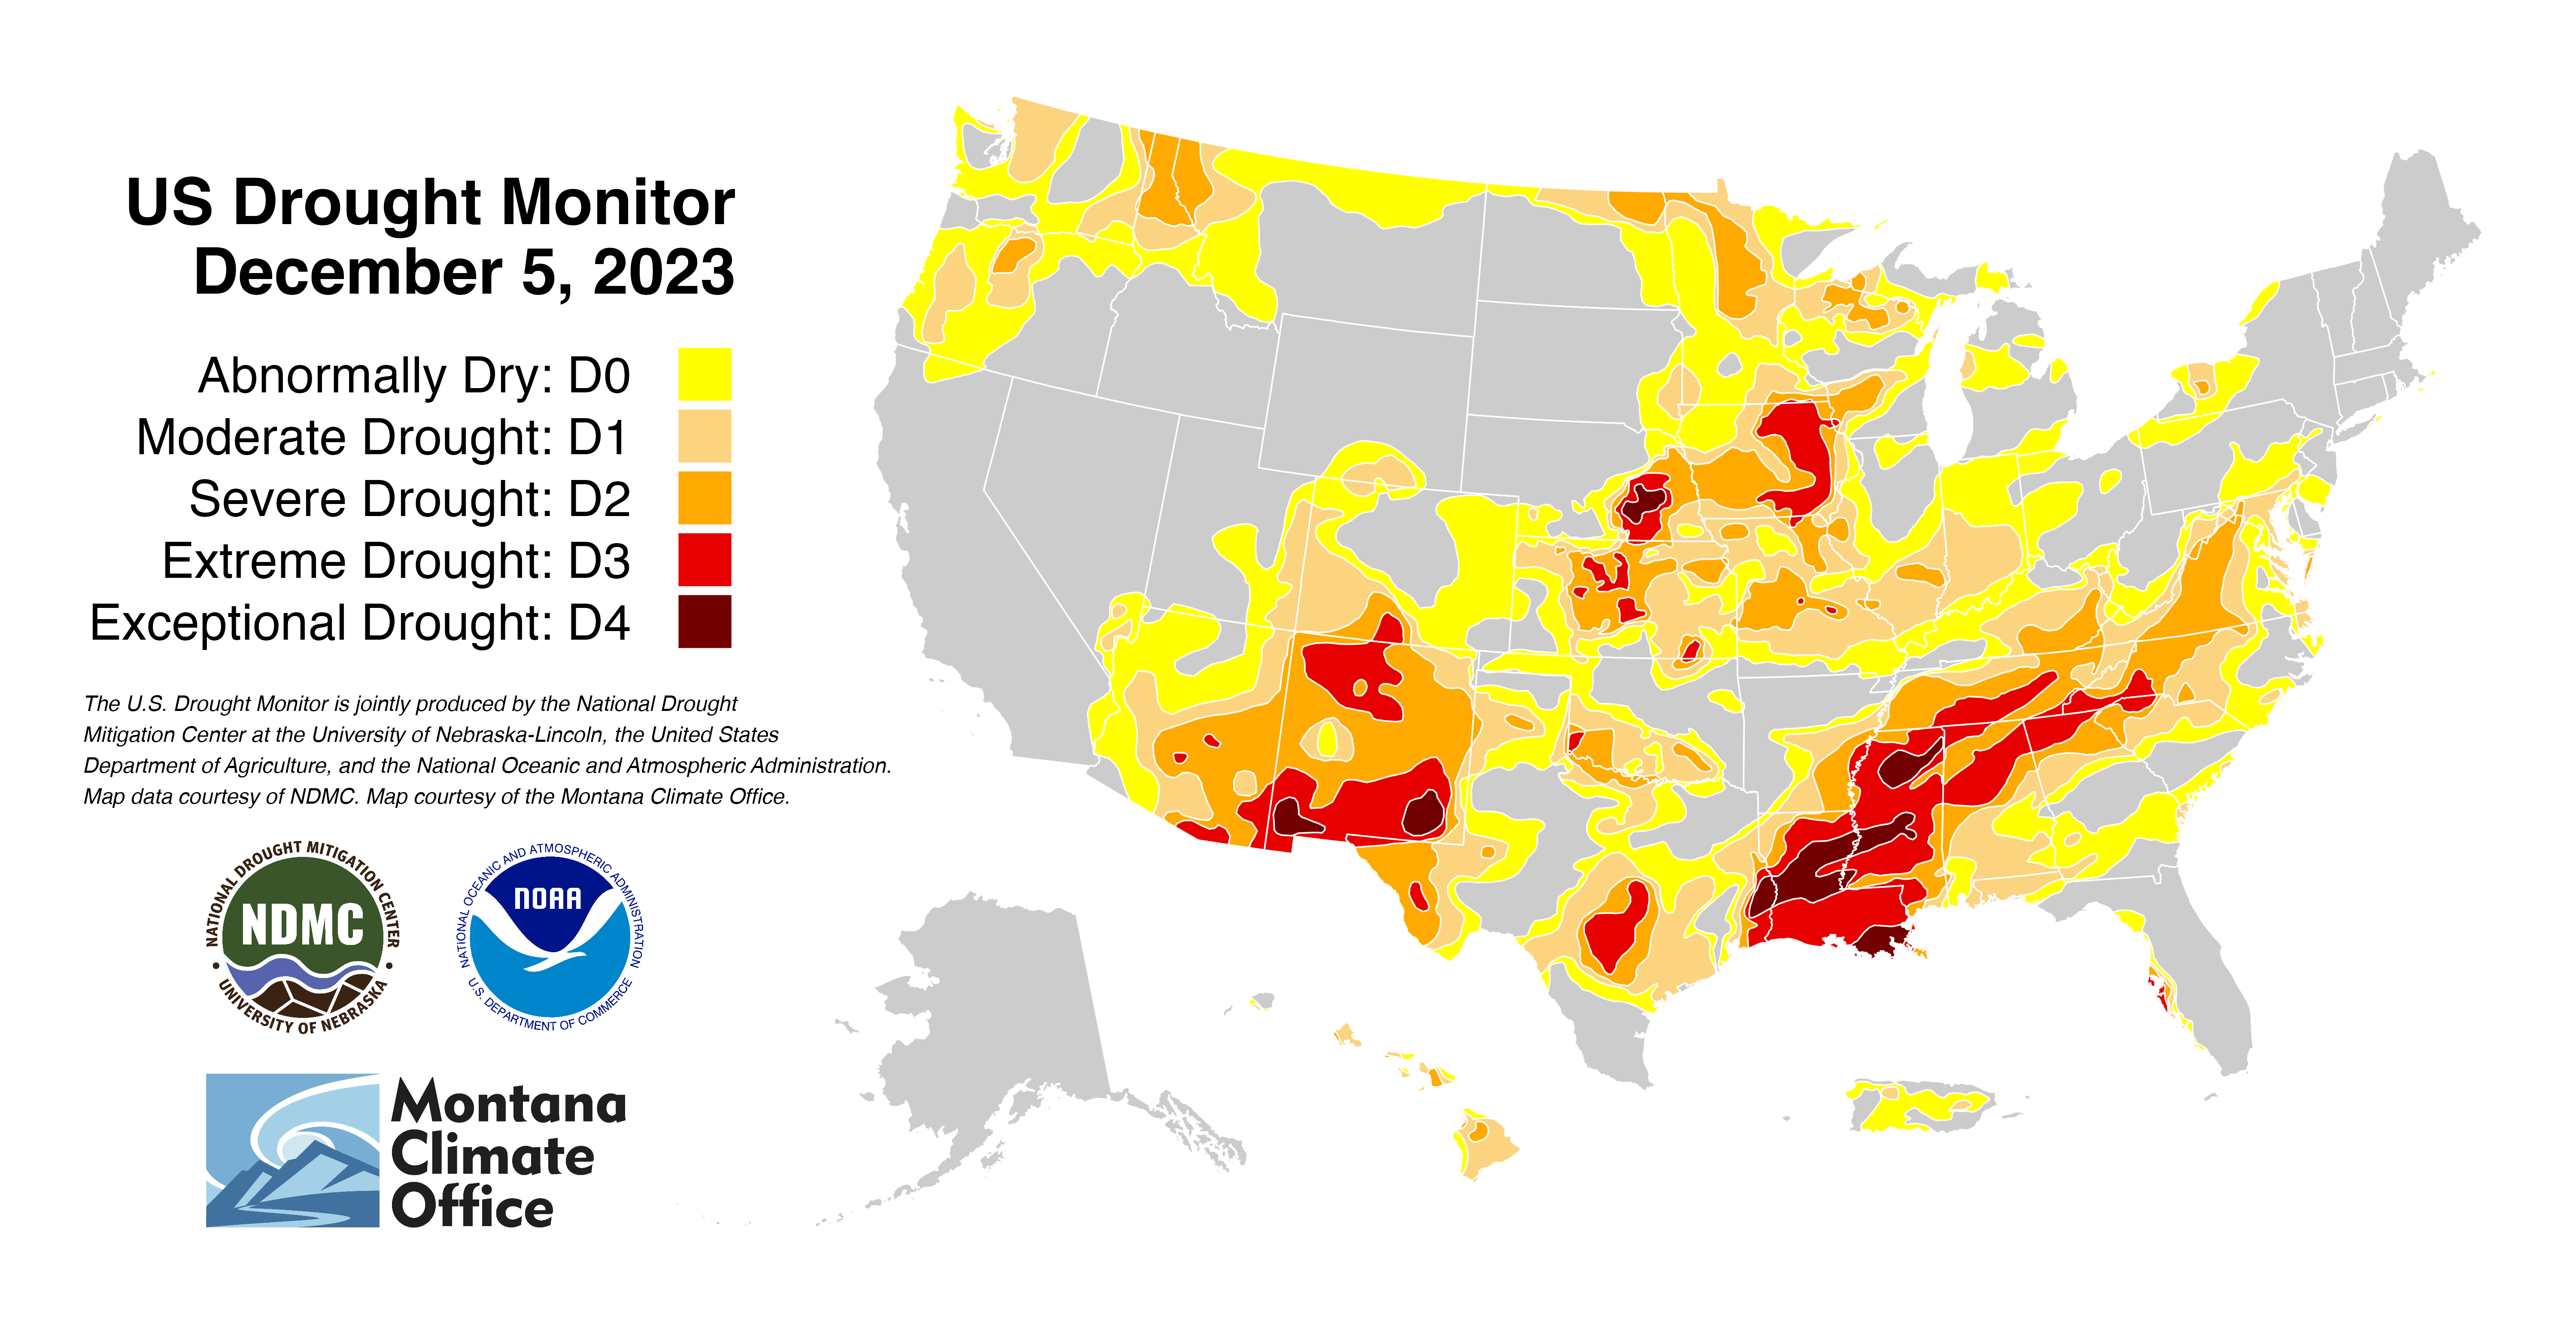 US Drought Monitor
December 5, 2023
Abnormally Dry: D0
Moderate Drought: D1
Severe Drought: D2
Extreme Drought: D3
Exceptional Drought: D4
The U.S. Drought Monitor is jointly produced by the National Drought
Mitigation Center at the University of Nebraska-Lincoln, the United States
Department of Agriculture, and the National Oceanic and Atmospheric Administration.
Map data courtesy of NDMC. Map courtesy of the Montana Climate Office.
NATIONAL DROUGHT MITIGATION CENTER
NDMC
UNIVERSITY OF NEBRASKA
NATIONAL OCEANIC AND ATMOSPHERIC ADMINISTRATION
NOAA
U.S. DEPARTMENT OF COMMERCE
Montana
Climate
Office